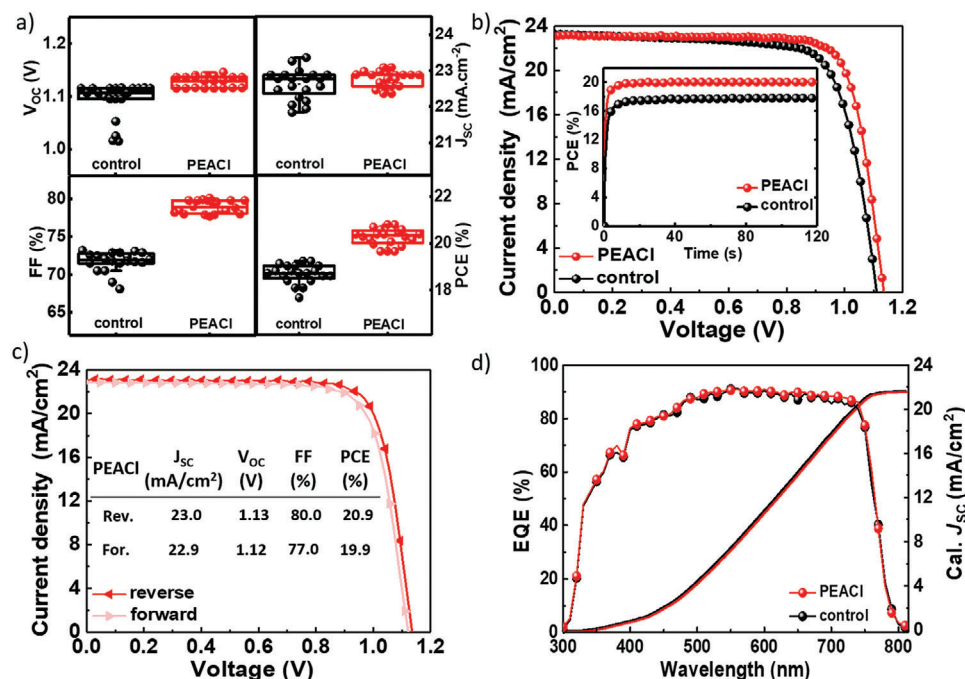 a)
V_OC (V)
1.2
1.1
1.0
control
PEACl
J_SC (mA.cm⁻²)
24
23
22
21
control
PEACl
FF (%)
80
75
70
65
control
PEACl
PCE (%)
22
20
18
control
PEACl
b)
Current density (mA/cm²)
24
20
16
12
8
4
0
PCE (%)
20
16
12
8
4
0
PEACl
control
0 40 80 120
Time (s)
PEACl
control
0.0 0.2 0.4 0.6 0.8 1.0 1.2
Voltage (V)
c)
Current density (mA/cm²)
24
20
16
12
8
4
0
PEACl J_SC (mA/cm²) V_OC (V) FF (%) PCE (%)
Rev. 23.0 1.13 80.0 20.9
For. 22.9 1.12 77.0 19.9
reverse
forward
0.0 0.2 0.4 0.6 0.8 1.0 1.2 1.4
Voltage (V)
d)
EQE (%)
100
80
60
40
20
0
Cal. J_SC (mA/cm²)
24
20
16
12
8
4
0
PEACl
control
300 400 500 600 700 800
Wavelength (nm)